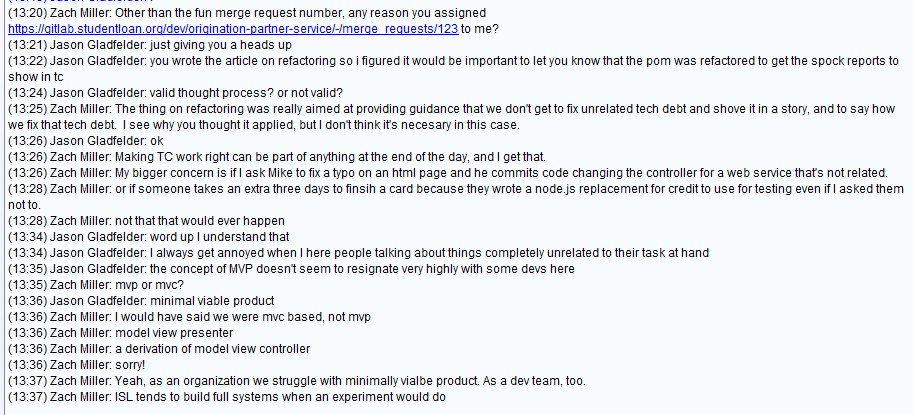 (13:20) Zach Miller: Other than the fun merge request number, any reason you assigned
https://gitlab.studentloan.org/dev/origination-partner-service/-/merge_requests/123 to me?
(13:21) Jason Gladfelder: just giving you a heads up
(13:22) Jason Gladfelder: you wrote the article on refactoring so i figured it would be important to let you know that the pom was refactored to get the spock reports to
show in tc
(13:24) Jason Gladfelder: valid thought process? or not valid?
(13:25) Zach Miller: The thing on refactoring was really aimed at providing guidance that we don't get to fix unrelated tech debt and shove it in a story, and to say how
we fix that tech debt.  I see why you thought it applied, but I don't think it's necesary in this case.
(13:26) Jason Gladfelder: ok
(13:26) Zach Miller: Making TC work right can be part of anything at the end of the day, and I get that.
(13:26) Zach Miller: My bigger concern is if I ask Mike to fix a typo on an html page and he commits code changing the controller for a web service that's not related.
(13:28) Zach Miller: or if someone takes an extra three days to finsih a card because they wrote a node.js replacement for credit to use for testing even if I asked them
not to.
(13:28) Zach Miller: not that that would ever happen
(13:34) Jason Gladfelder: word up I understand that
(13:34) Jason Gladfelder: I always get annoyed when I here people talking about things completely unrelated to their task at hand
(13:35) Jason Gladfelder: the concept of MVP doesn't seem to resignate very highly with some devs here
(13:35) Zach Miller: mvp or mvc?
(13:36) Jason Gladfelder: minimal viable product
(13:36) Zach Miller: I would have said we were mvc based, not mvp
(13:36) Zach Miller: model view presenter
(13:36) Zach Miller: a derivation of model view controller
(13:36) Zach Miller: sorry!
(13:37) Zach Miller: Yeah, as an organization we struggle with minimally vialbe product. As a dev team, too.
(13:37) Zach Miller: ISL tends to build full systems when an experiment would do